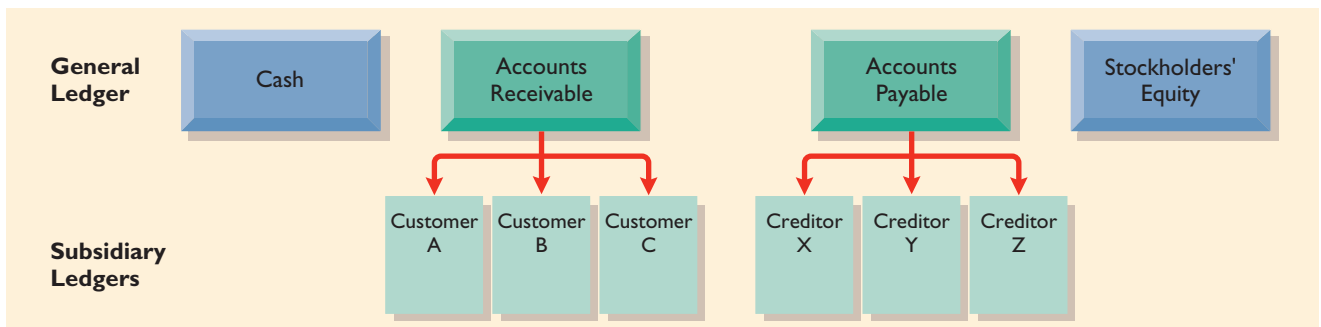 General
Ledger
Cash
Accounts
Receivable
Accounts
Payable
Stockholders'
Equity
Subsidiary
Ledgers
Customer
A
Customer
B
Customer
C
Creditor
X
Creditor
Y
Creditor
Z